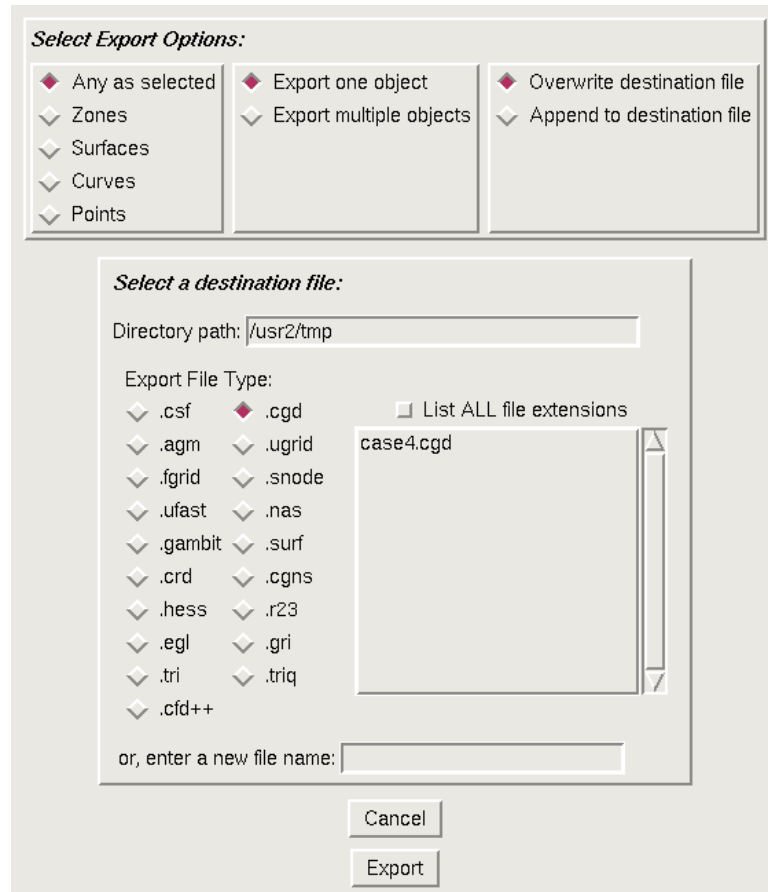 Select Export Options:
Any as selected
Zones
Surfaces
Curves
Points
Export one object
Export multiple objects
Overwrite destination file
Append to destination file
Select a destination file:
Directory path: /usr2/tmp
Export File Type:
.csf .cgd
.agm .ugrid
.fgrid .snode
.ufast .nas
.gambit .surf
.crd .cgns
.hess .r23
.egl .gri
.tri .triq
.cfd++
List ALL file extensions
case4.cgd
or, enter a new file name:
Cancel
Export